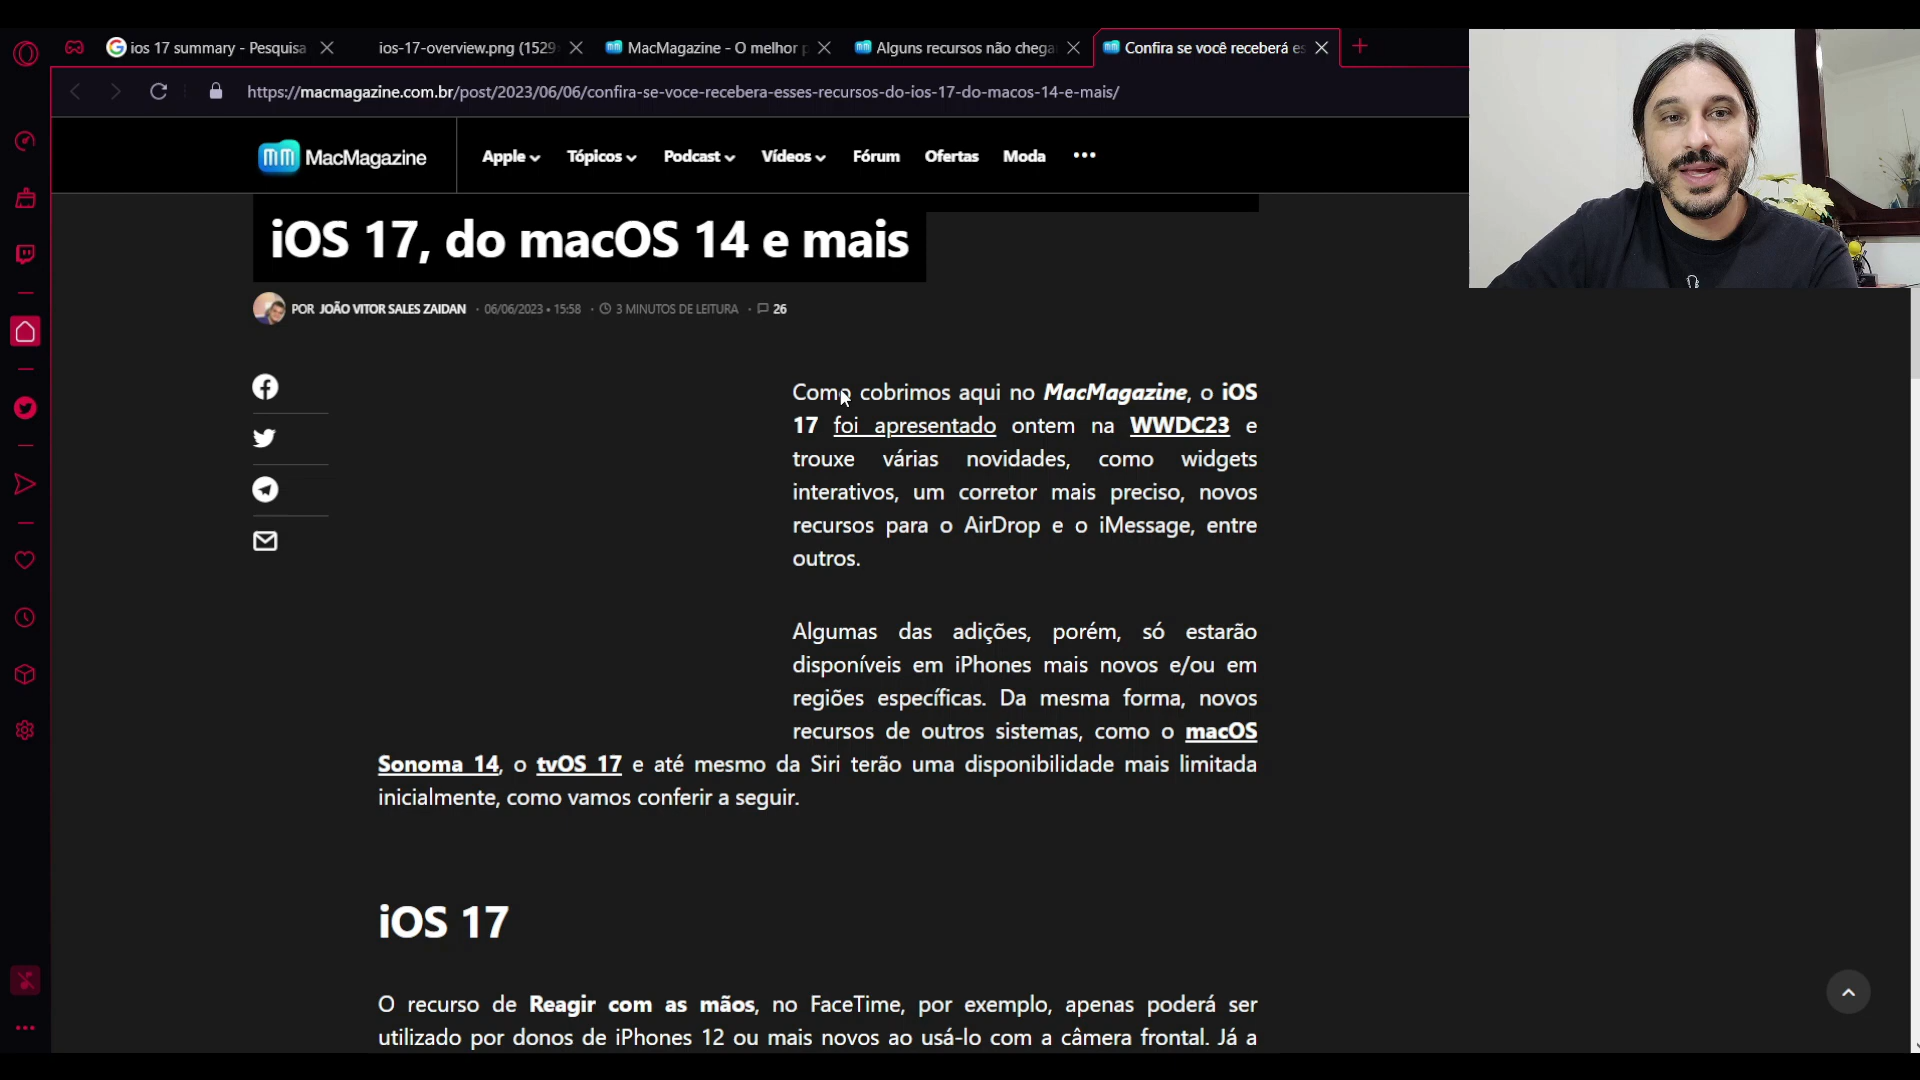 ios 17 summary - Pesquisa
ios-17-overview.png (1529
MacMagazine - O melhor p
Alguns recursos não chega
Confira se você receberá es
https://macmagazine.com.br/post/2023/06/06/confira-se-voce-recebera-esses-recursos-do-ios-17-do-macos-14-e-mais/
MacMagazine
Apple
Tópicos
Podcast
Vídeos
Fórum
Ofertas
Moda
iOS 17, do macOS 14 e mais
POR JOÃO VITOR SALES ZAIDAN · 06/06/2023 • 15:58 · 3 MINUTOS DE LEITURA · 26
Como cobrimos aqui no MacMagazine, o iOS
17 foi apresentado ontem na WWDC23 e
trouxe várias novidades, como widgets
interativos, um corretor mais preciso, novos
recursos para o AirDrop e o iMessage, entre
outros.
Algumas das adições, porém, só estarão
disponíveis em iPhones mais novos e/ou em
regiões específicas. Da mesma forma, novos
recursos de outros sistemas, como o macOS
Sonoma 14, o tvOS 17 e até mesmo da Siri terão uma disponibilidade mais limitada
inicialmente, como vamos conferir a seguir.
iOS 17
O recurso de Reagir com as mãos, no FaceTime, por exemplo, apenas poderá ser
utilizado por donos de iPhones 12 ou mais novos ao usá-lo com a câmera frontal. Já a